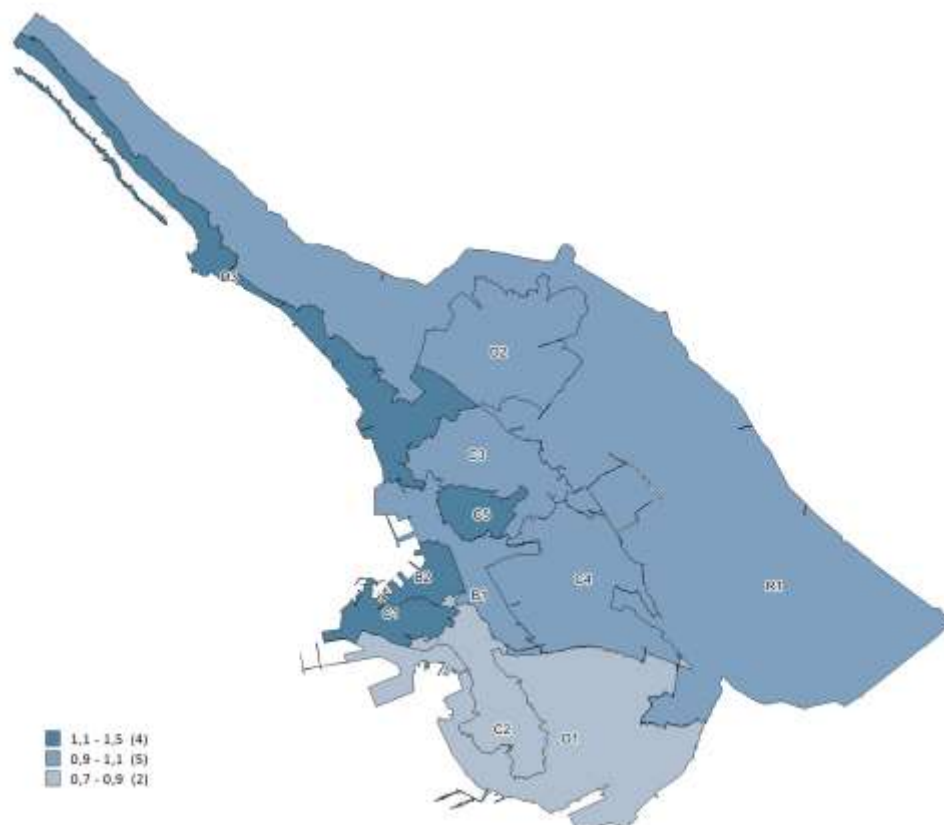 D3
D2
C3
C5
B2
C4
R1
B1
C1
C2
D1
1,1 - 1,5 (4)
0,9 - 1,1 (5)
0,7 - 0,9 (2)